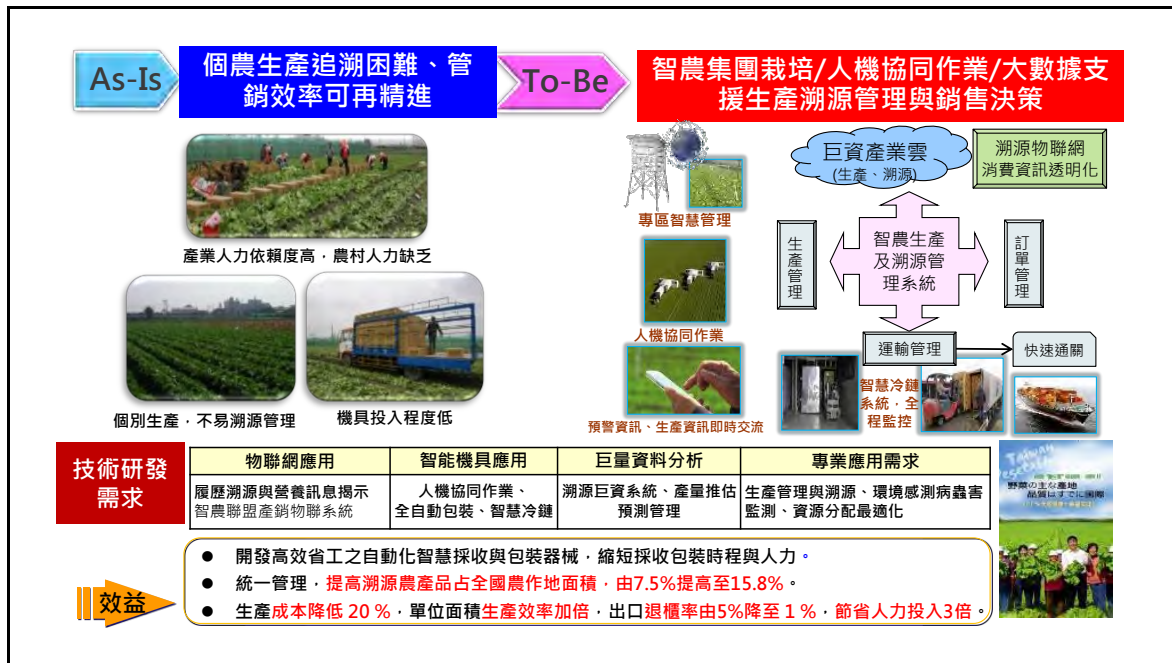 As-Is
個農生產追溯困難、管
銷效率可再精進
To-Be
智農集團栽培/人機協同作業/大數據支
援生產溯源管理與銷售決策
產業人力依賴度高，農村人力缺乏
個別生產，不易溯源管理
機具投入程度低
專區智慧管理
人機協同作業
預警資訊、生產資訊即時交流
巨資產業雲
(生產、溯源)
溯源物聯網
消費資訊透明化
生產管理
智農生產
及溯源管
理系統
訂單管理
運輸管理
快速通關
智慧冷鏈
系統，全
程監控
技術研發
需求
物聯網應用
智能機具應用
巨量資料分析
專業應用需求
履歷溯源與營養訊息揭示
智農聯盟產銷物聯系統
人機協同作業、
全自動包裝、智慧冷鏈
溯源巨資系統、產量推估
預測管理
生產管理與溯源、環境感測病蟲害
監測、資源分配最適化
Taiwan
野菜の主な産地
品質はすでに国際
效益
● 開發高效省工之自動化智慧採收與包裝器械，縮短採收包裝時程與人力。
● 統一管理，提高溯源農產品占全國農作地面積，由7.5%提高至15.8%。
● 生產成本降低 20 %，單位面積生產效率加倍，出口退櫃率由5%降至 1 %，節省人力投入3倍。